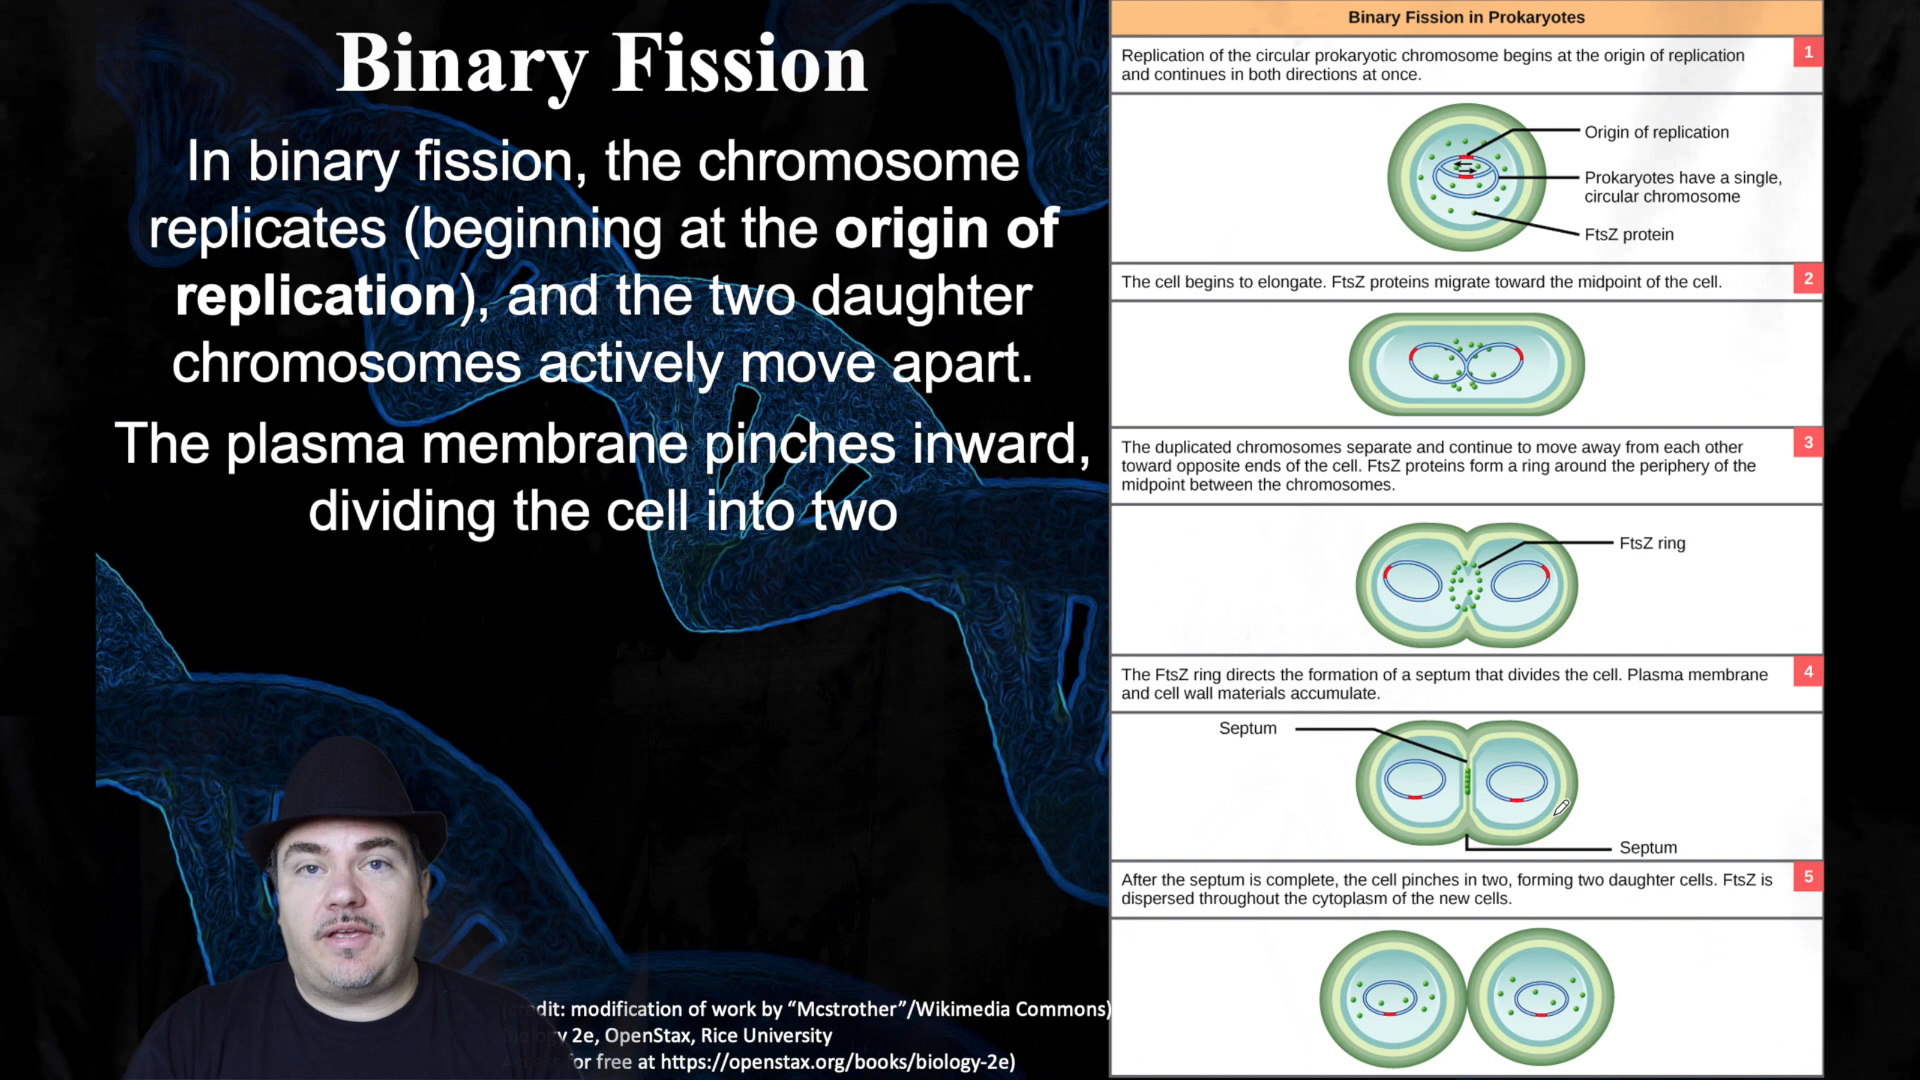 Binary Fission
In binary fission, the chromosome
replicates (beginning at the origin of
replication), and the two daughter
chromosomes actively move apart.
The plasma membrane pinches inward,
dividing the cell into two
modification of work by “Mcstrother”/Wikimedia Commons)
2e, OpenStax, Rice University
for free at https://openstax.org/books/biology-2e)
Binary Fission in Prokaryotes
Replication of the circular prokaryotic chromosome begins at the origin of replication
and continues in both directions at once.
1
Origin of replication
Prokaryotes have a single,
circular chromosome
FtsZ protein
The cell begins to elongate. FtsZ proteins migrate toward the midpoint of the cell.
2
The duplicated chromosomes separate and continue to move away from each other
toward opposite ends of the cell. FtsZ proteins form a ring around the periphery of the
midpoint between the chromosomes.
3
FtsZ ring
The FtsZ ring directs the formation of a septum that divides the cell. Plasma membrane
and cell wall materials accumulate.
4
Septum
Septum
After the septum is complete, the cell pinches in two, forming two daughter cells. FtsZ is
dispersed throughout the cytoplasm of the new cells.
5